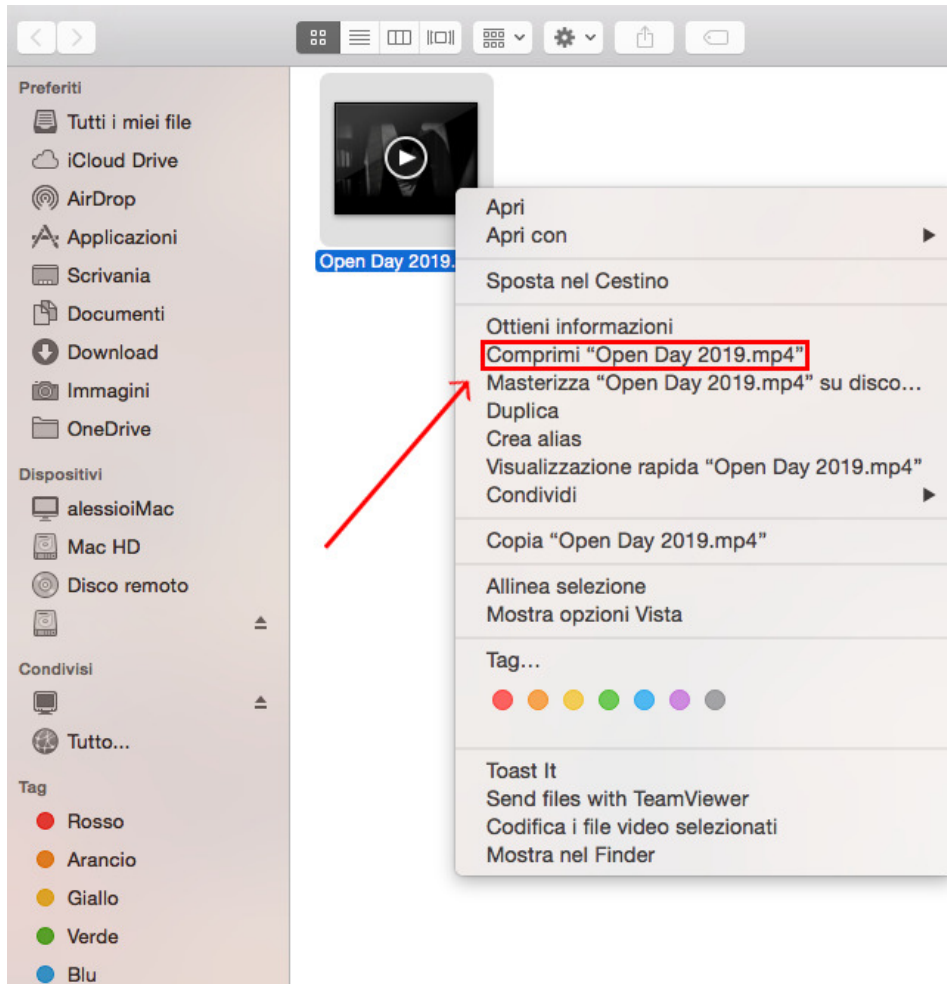 Preferiti
Tutti i miei file
iCloud Drive
AirDrop
Applicazioni
Scrivania
Documenti
Download
Immagini
OneDrive
Dispositivi
alessioiMac
Mac HD
Disco remoto
Condivisi
Tutto...
Tag
Rosso
Arancio
Giallo
Verde
Blu
Open Day 2019.
Apri
Apri con
Sposta nel Cestino
Ottieni informazioni
Comprimi “Open Day 2019.mp4”
Masterizza “Open Day 2019.mp4” su disco...
Duplica
Crea alias
Visualizzazione rapida “Open Day 2019.mp4”
Condividi
Copia “Open Day 2019.mp4”
Allinea selezione
Mostra opzioni Vista
Tag...
Toast It
Send files with TeamViewer
Codifica i file video selezionati
Mostra nel Finder